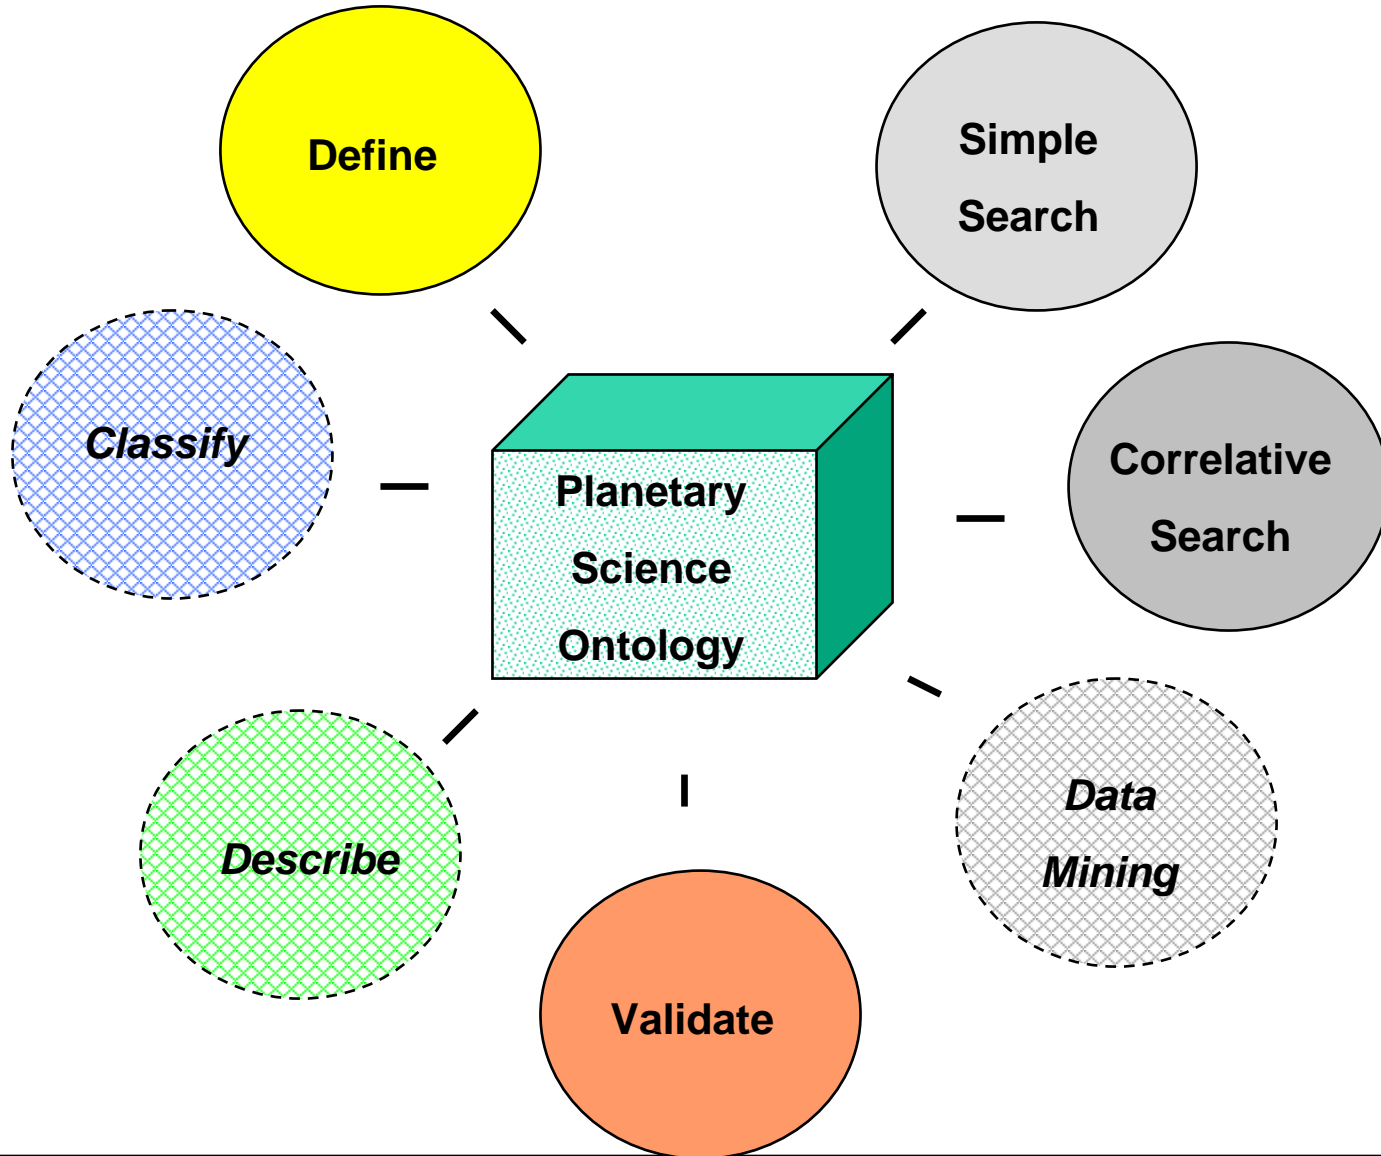 Define
Simple
Search
Classify
Planetary
Science
Ontology
Correlative
Search
Describe
Data
Mining
Validate